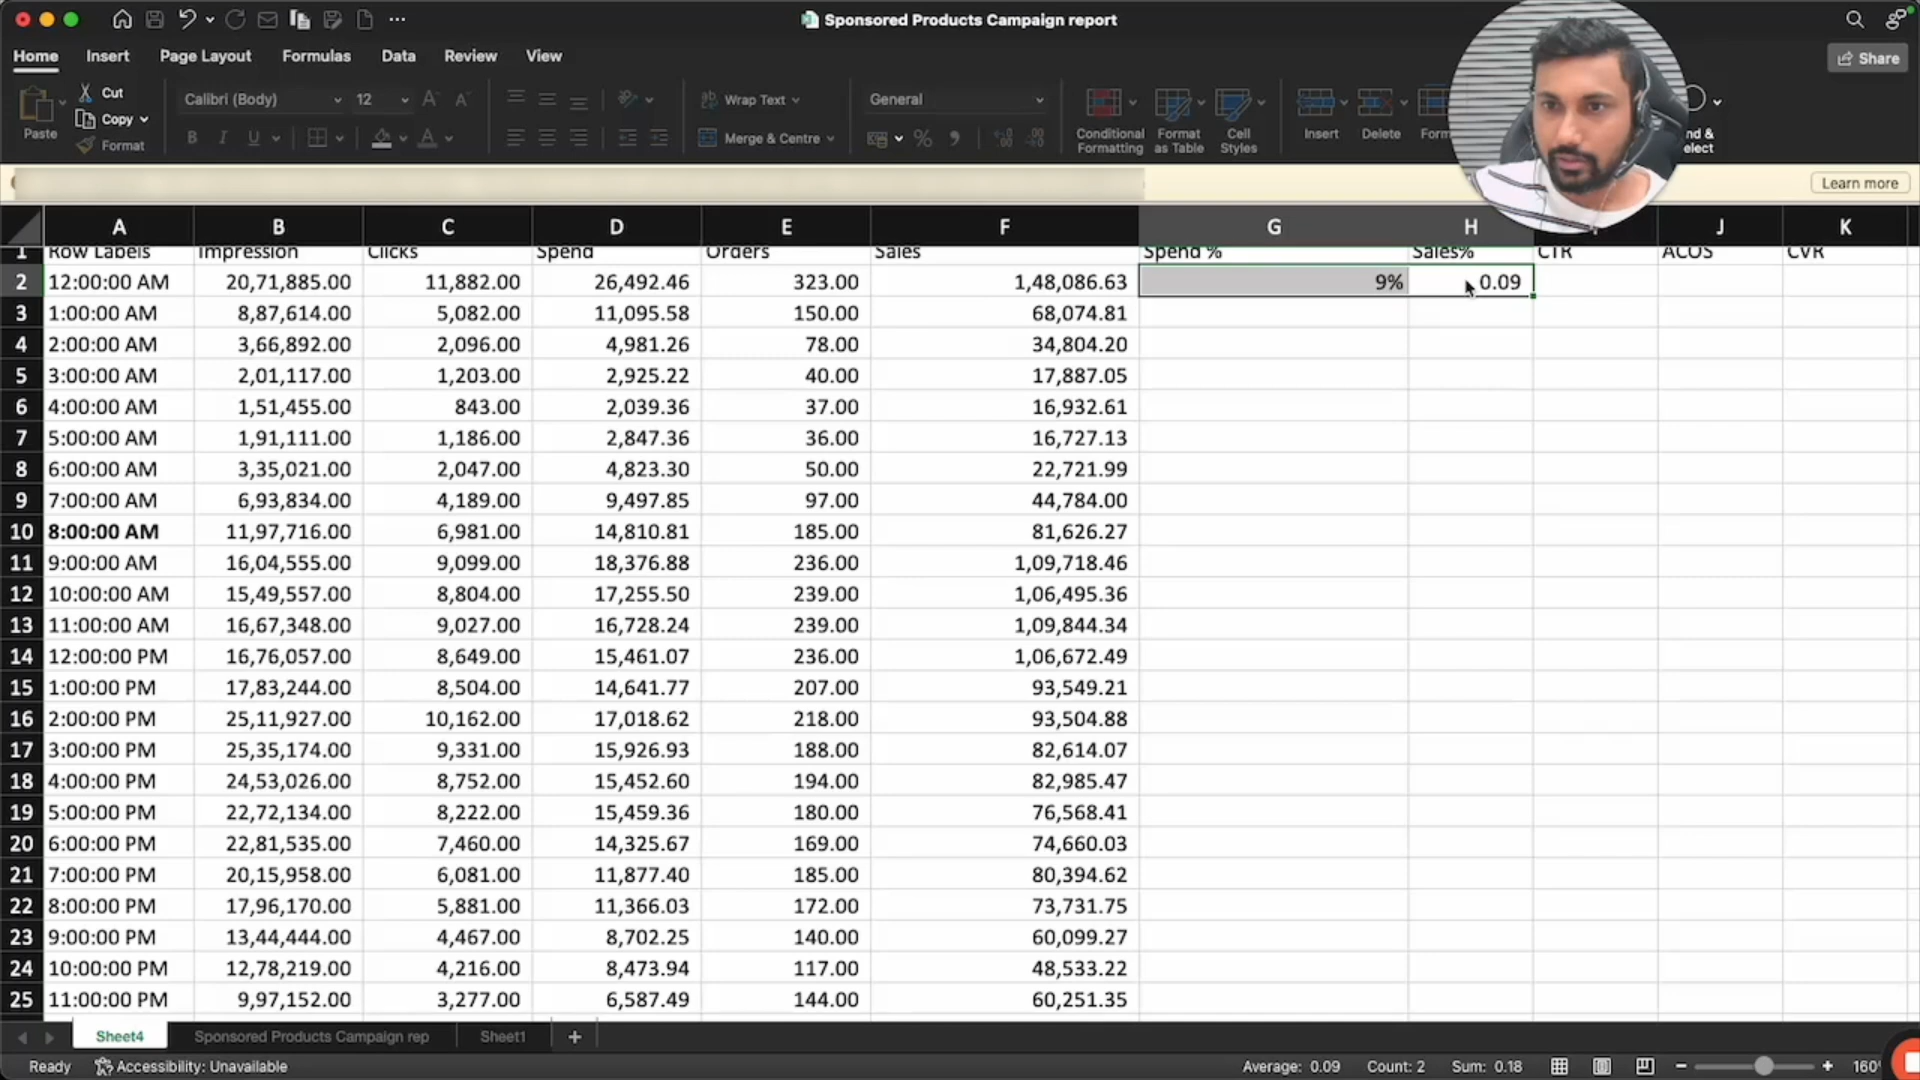 Sponsored Products Campaign report
Home Insert Page Layout Formulas Data Review View Share
Cut
Calibri (Body) 12 Wrap Text General
Copy
Paste
Format
B I U Merge & Centre %
Conditional Formatting
Format as Table
Cell Styles
Insert
Delete
Learn more
A B C D E F G H J K
1 Row Labels Impression Clicks Spend Orders Sales Spend % Sales% CTR ACOS CVR
2 12:00:00 AM 20,71,885.00 11,882.00 26,492.46 323.00 1,48,086.63 9% 0.09
3 1:00:00 AM 8,87,614.00 5,082.00 11,095.58 150.00 68,074.81
4 2:00:00 AM 3,66,892.00 2,096.00 4,981.26 78.00 34,804.20
5 3:00:00 AM 2,01,117.00 1,203.00 2,925.22 40.00 17,887.05
6 4:00:00 AM 1,51,455.00 843.00 2,039.36 37.00 16,932.61
7 5:00:00 AM 1,91,111.00 1,186.00 2,847.36 36.00 16,727.13
8 6:00:00 AM 3,35,021.00 2,047.00 4,823.30 50.00 22,721.99
9 7:00:00 AM 6,93,834.00 4,189.00 9,497.85 97.00 44,784.00
10 8:00:00 AM 11,97,716.00 6,981.00 14,810.81 185.00 81,626.27
11 9:00:00 AM 16,04,555.00 9,099.00 18,376.88 236.00 1,09,718.46
12 10:00:00 AM 15,49,557.00 8,804.00 17,255.50 239.00 1,06,495.36
13 11:00:00 AM 16,67,348.00 9,027.00 16,728.24 239.00 1,09,844.34
14 12:00:00 PM 16,76,057.00 8,649.00 15,461.07 236.00 1,06,672.49
15 1:00:00 PM 17,83,244.00 8,504.00 14,641.77 207.00 93,549.21
16 2:00:00 PM 25,11,927.00 10,162.00 17,018.62 218.00 93,504.88
17 3:00:00 PM 25,35,174.00 9,331.00 15,926.93 188.00 82,614.07
18 4:00:00 PM 24,53,026.00 8,752.00 15,452.60 194.00 82,985.47
19 5:00:00 PM 22,72,134.00 8,222.00 15,459.36 180.00 76,568.41
20 6:00:00 PM 22,81,535.00 7,460.00 14,325.67 169.00 74,660.03
21 7:00:00 PM 20,15,958.00 6,081.00 11,877.40 185.00 80,394.62
22 8:00:00 PM 17,96,170.00 5,881.00 11,366.03 172.00 73,731.75
23 9:00:00 PM 13,44,444.00 4,467.00 8,702.25 140.00 60,099.27
24 10:00:00 PM 12,78,219.00 4,216.00 8,473.94 117.00 48,533.22
25 11:00:00 PM 9,97,152.00 3,277.00 6,587.49 144.00 60,251.35
Sheet4 Sponsored Products Campaign rep Sheet1
Ready Accessibility: Unavailable Average: 0.09 Count: 2 Sum: 0.18